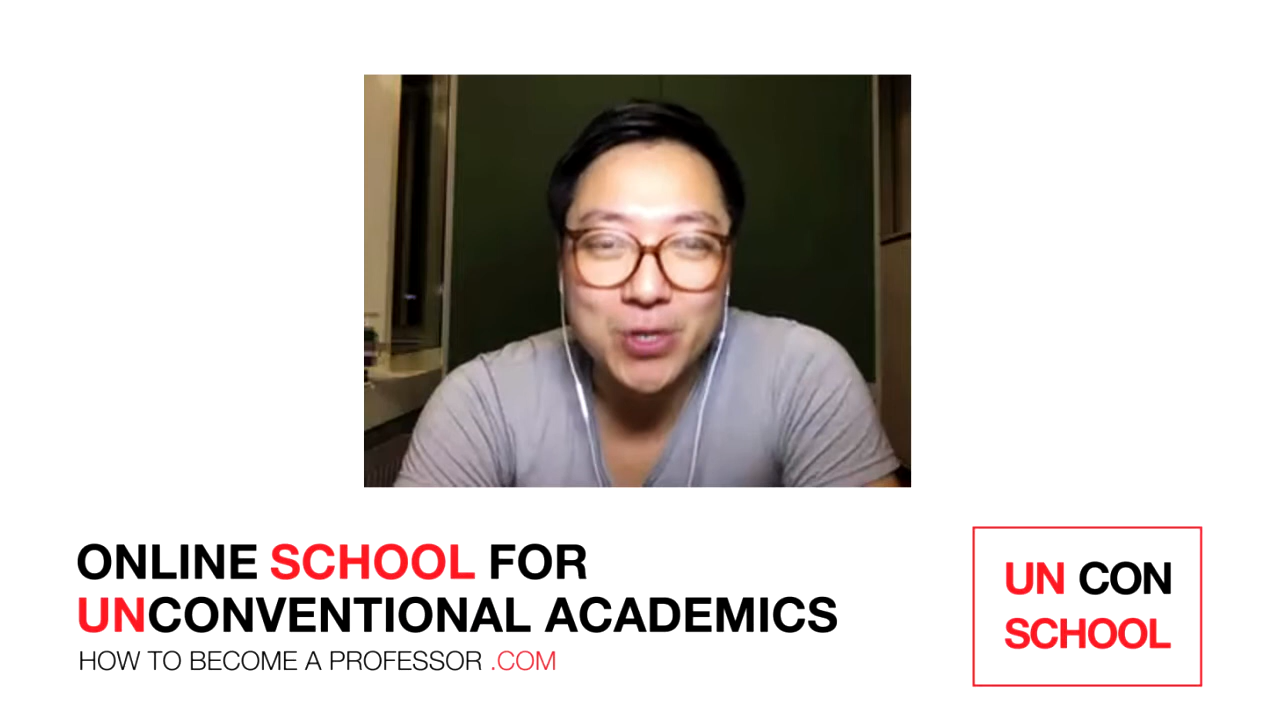 ONLINE SCHOOL FOR
UNCONVENTIONAL ACADEMICS
HOW TO BECOME A PROFESSOR .COM
UN CON
SCHOOL